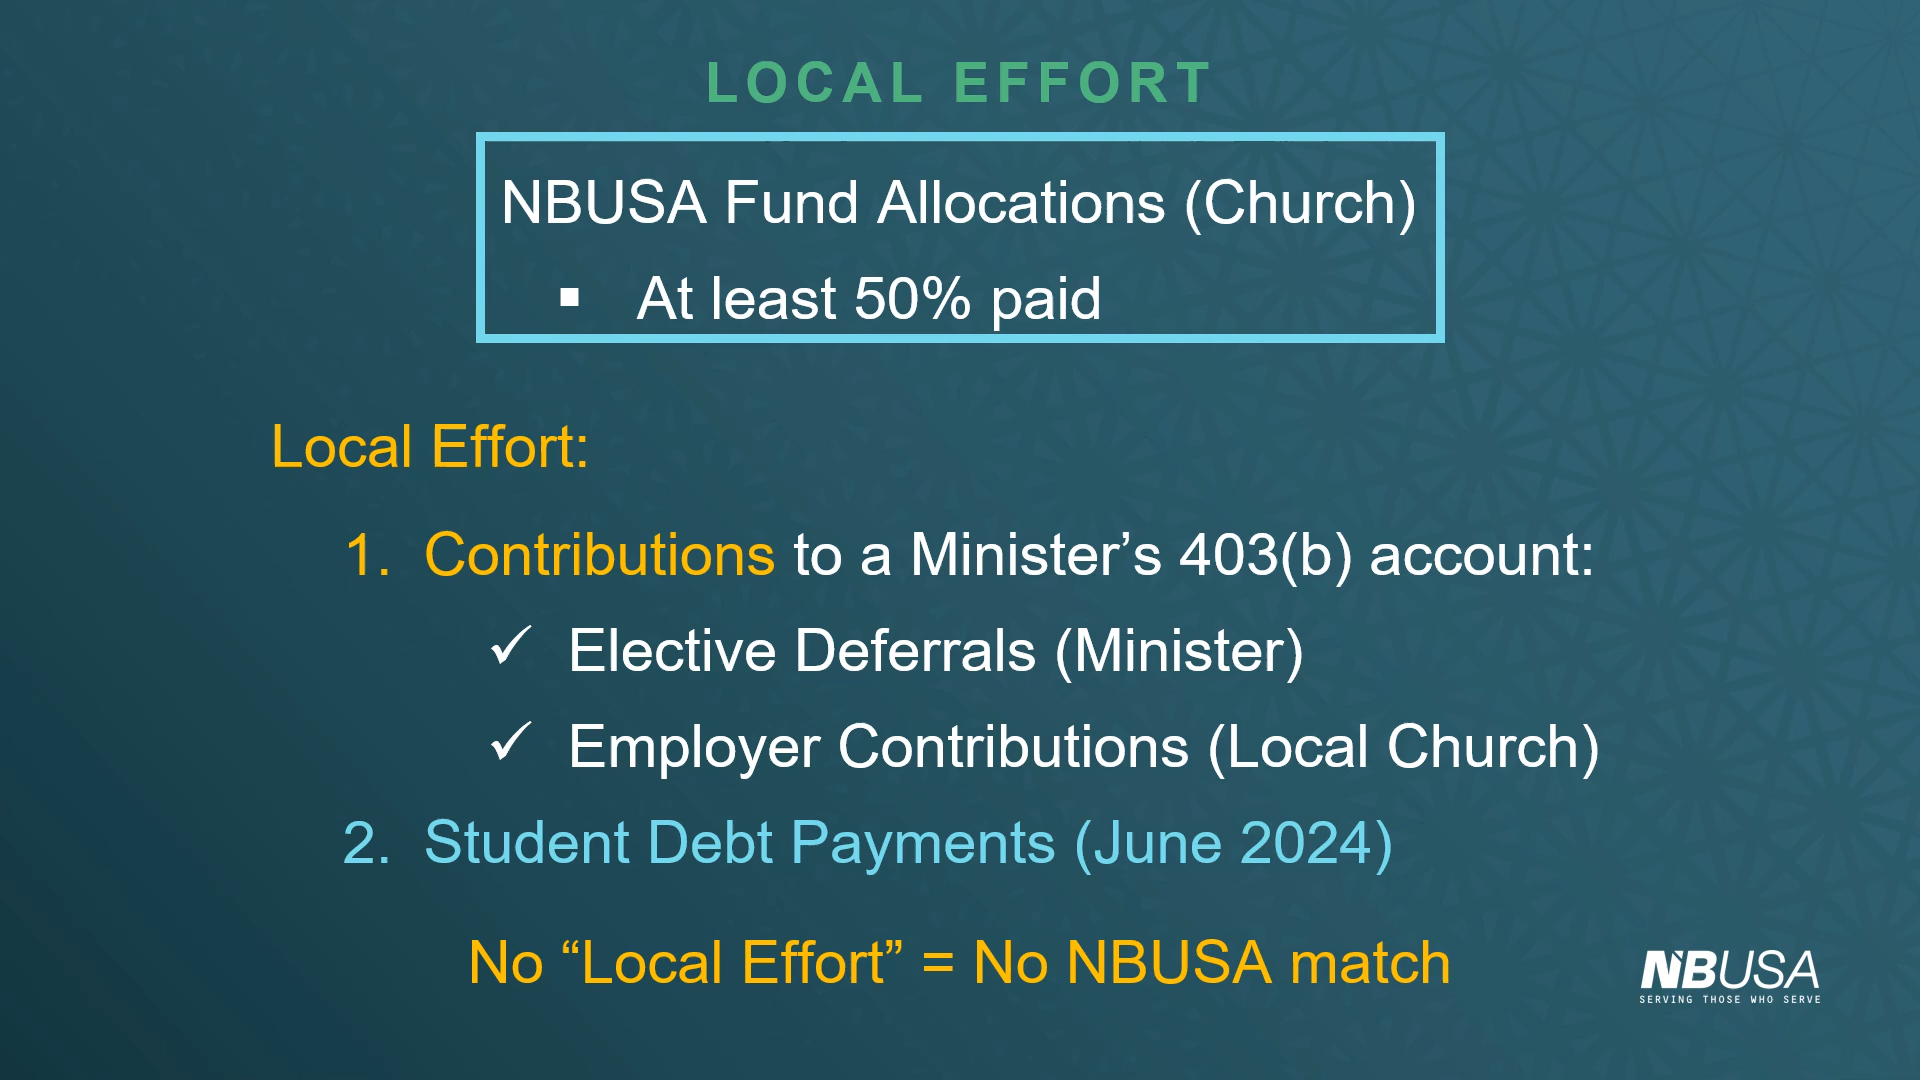 LOCAL EFFORT
NBUSA Fund Allocations (Church)
▪ At least 50% paid
Local Effort:
1. Contributions to a Minister’s 403(b) account:
✓ Elective Deferrals (Minister)
✓ Employer Contributions (Local Church)
2. Student Debt Payments (June 2024)
No “Local Effort” = No NBUSA match
NBUSA
SERVING THOSE WHO SERVE